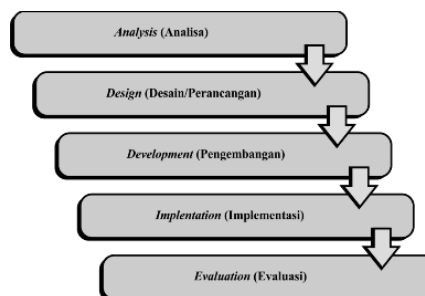 Analysis (Analisa)
Design (Desain/Perancangan)
Development (Pengembangan)
Implentation (Implementasi)
Evaluation (Evaluasi)